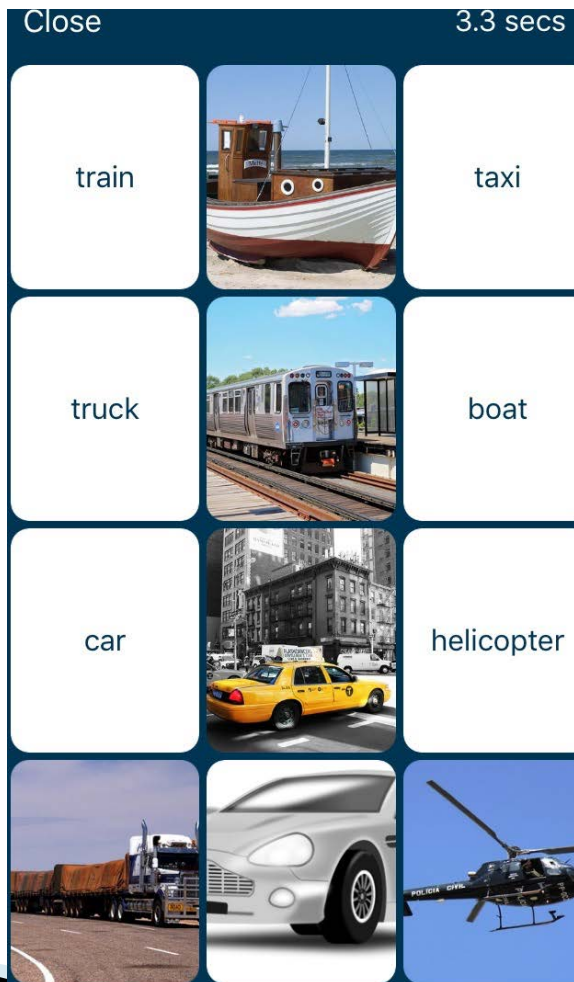 Close
3.3 secs
train
taxi
truck
boat
car
helicopter
POLICIA CIVIL